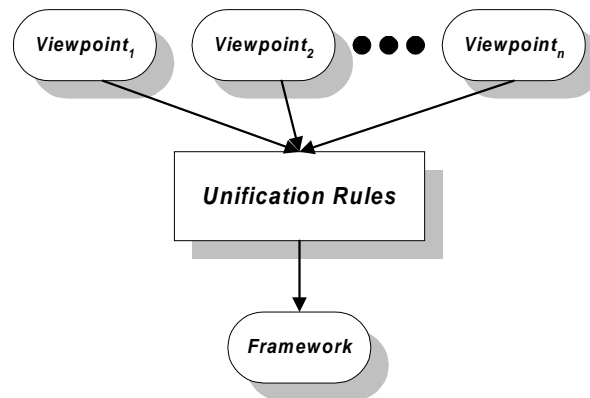 Viewpoint₁ Viewpoint₂ ●●● Viewpointₙ
Unification Rules
Framework